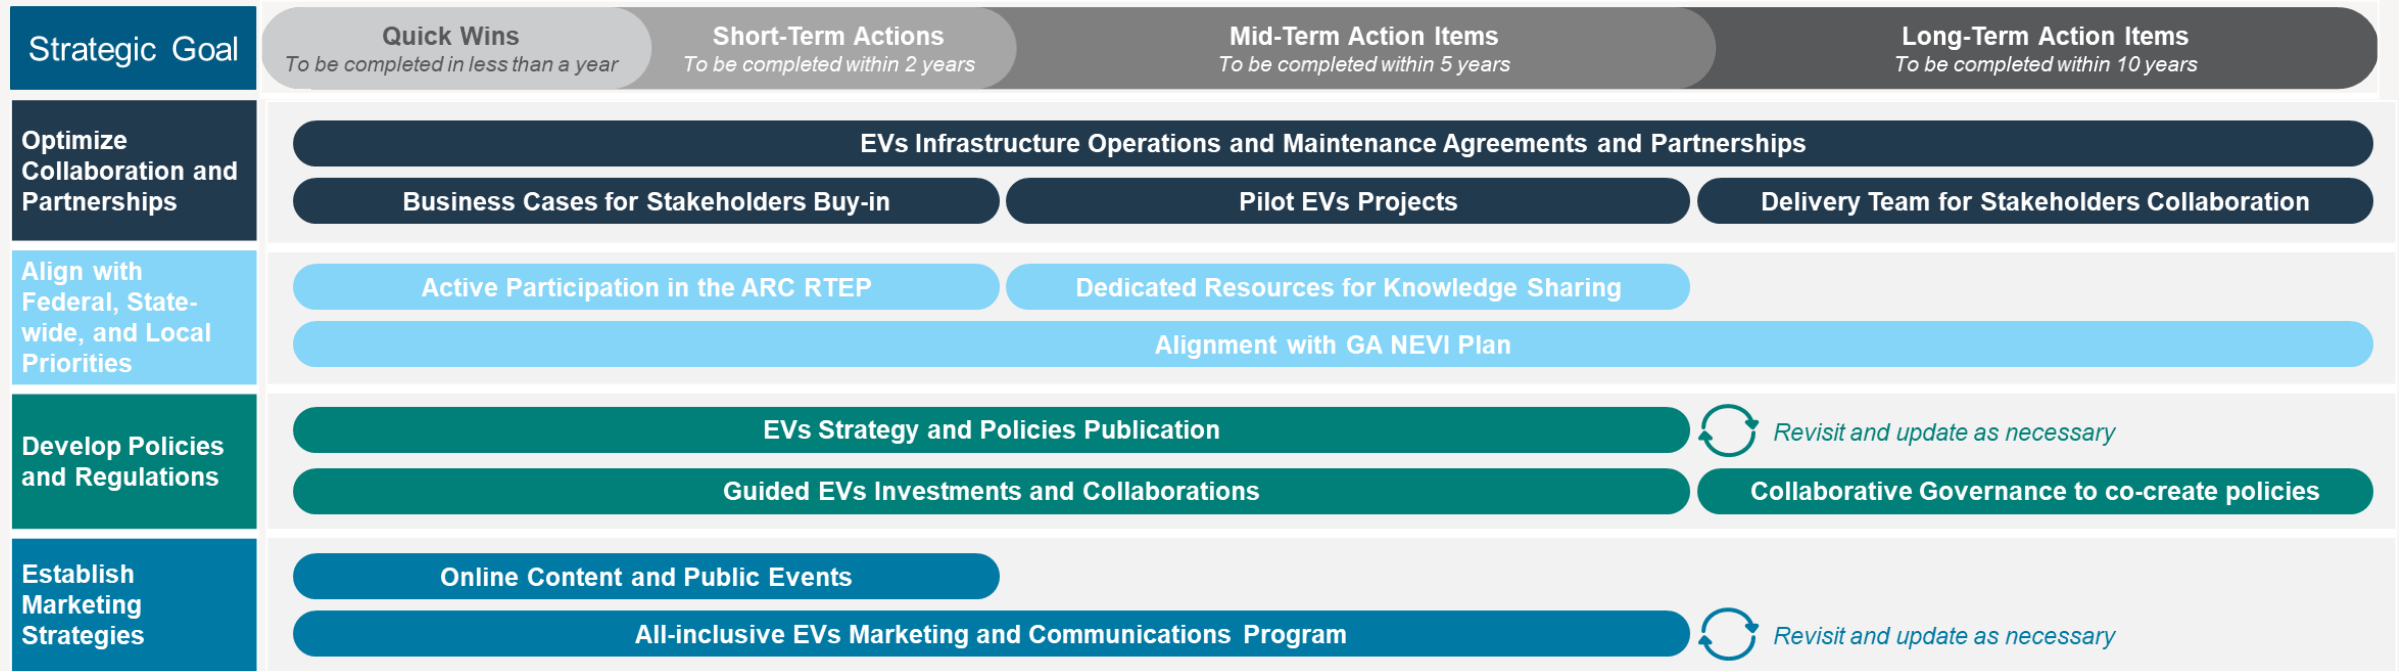 Strategic Goal
Quick Wins
To be completed in less than a year
Short-Term Actions
To be completed within 2 years
Mid-Term Action Items
To be completed within 5 years
Long-Term Action Items
To be completed within 10 years
Optimize
Collaboration and
Partnerships
EVs Infrastructure Operations and Maintenance Agreements and Partnerships
Business Cases for Stakeholders Buy-in
Pilot EVs Projects
Delivery Team for Stakeholders Collaboration
Align with
Federal, State-
wide, and Local
Priorities
Active Participation in the ARC RTEP
Dedicated Resources for Knowledge Sharing
Alignment with GA NEVI Plan
Develop Policies
and Regulations
EVs Strategy and Policies Publication
Revisit and update as necessary
Guided EVs Investments and Collaborations
Collaborative Governance to co-create policies
Establish
Marketing
Strategies
Online Content and Public Events
All-inclusive EVs Marketing and Communications Program
Revisit and update as necessary